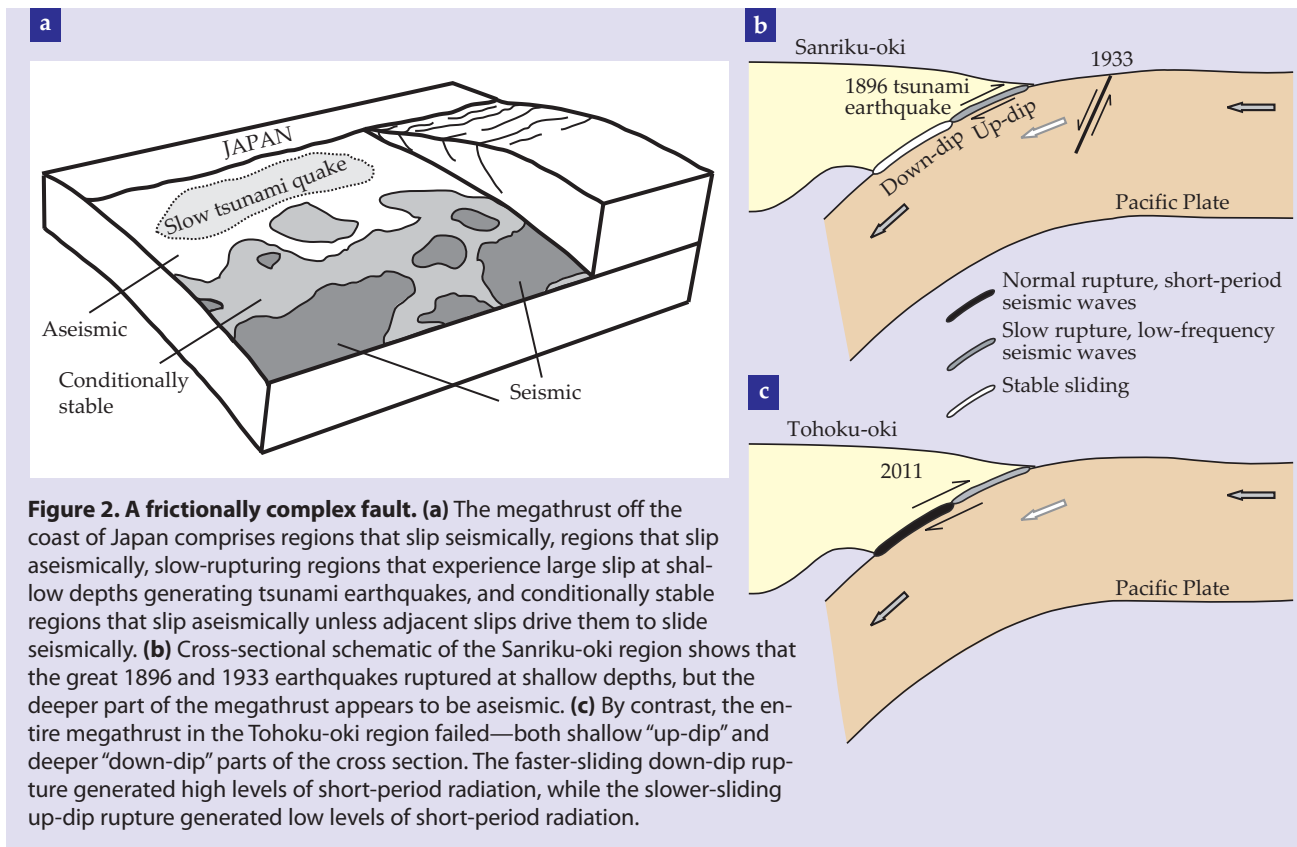 a
JAPAN
Slow tsunami quake
Aseismic
Conditionally
stable
Seismic
b
Sanriku-oki
1933
1896 tsunami
earthquake
Up-dip
Down-dip
Pacific Plate
Normal rupture, short-period
seismic waves
Slow rupture, low-frequency
seismic waves
Stable sliding
c
Tohoku-oki
2011
Pacific Plate
Figure 2. A frictionally complex fault. (a) The megathrust off the
coast of Japan comprises regions that slip seismically, regions that slip
aseismically, slow-rupturing regions that experience large slip at shal-
low depths generating tsunami earthquakes, and conditionally stable
regions that slip aseismically unless adjacent slips drive them to slide
seismically. (b) Cross-sectional schematic of the Sanriku-oki region shows that
the great 1896 and 1933 earthquakes ruptured at shallow depths, but the
deeper part of the megathrust appears to be aseismic. (c) By contrast, the en-
tire megathrust in the Tohoku-oki region failed—both shallow “up-dip” and
deeper “down-dip” parts of the cross section. The faster-sliding down-dip rup-
ture generated high levels of short-period radiation, while the slower-sliding
up-dip rupture generated low levels of short-period radiation.